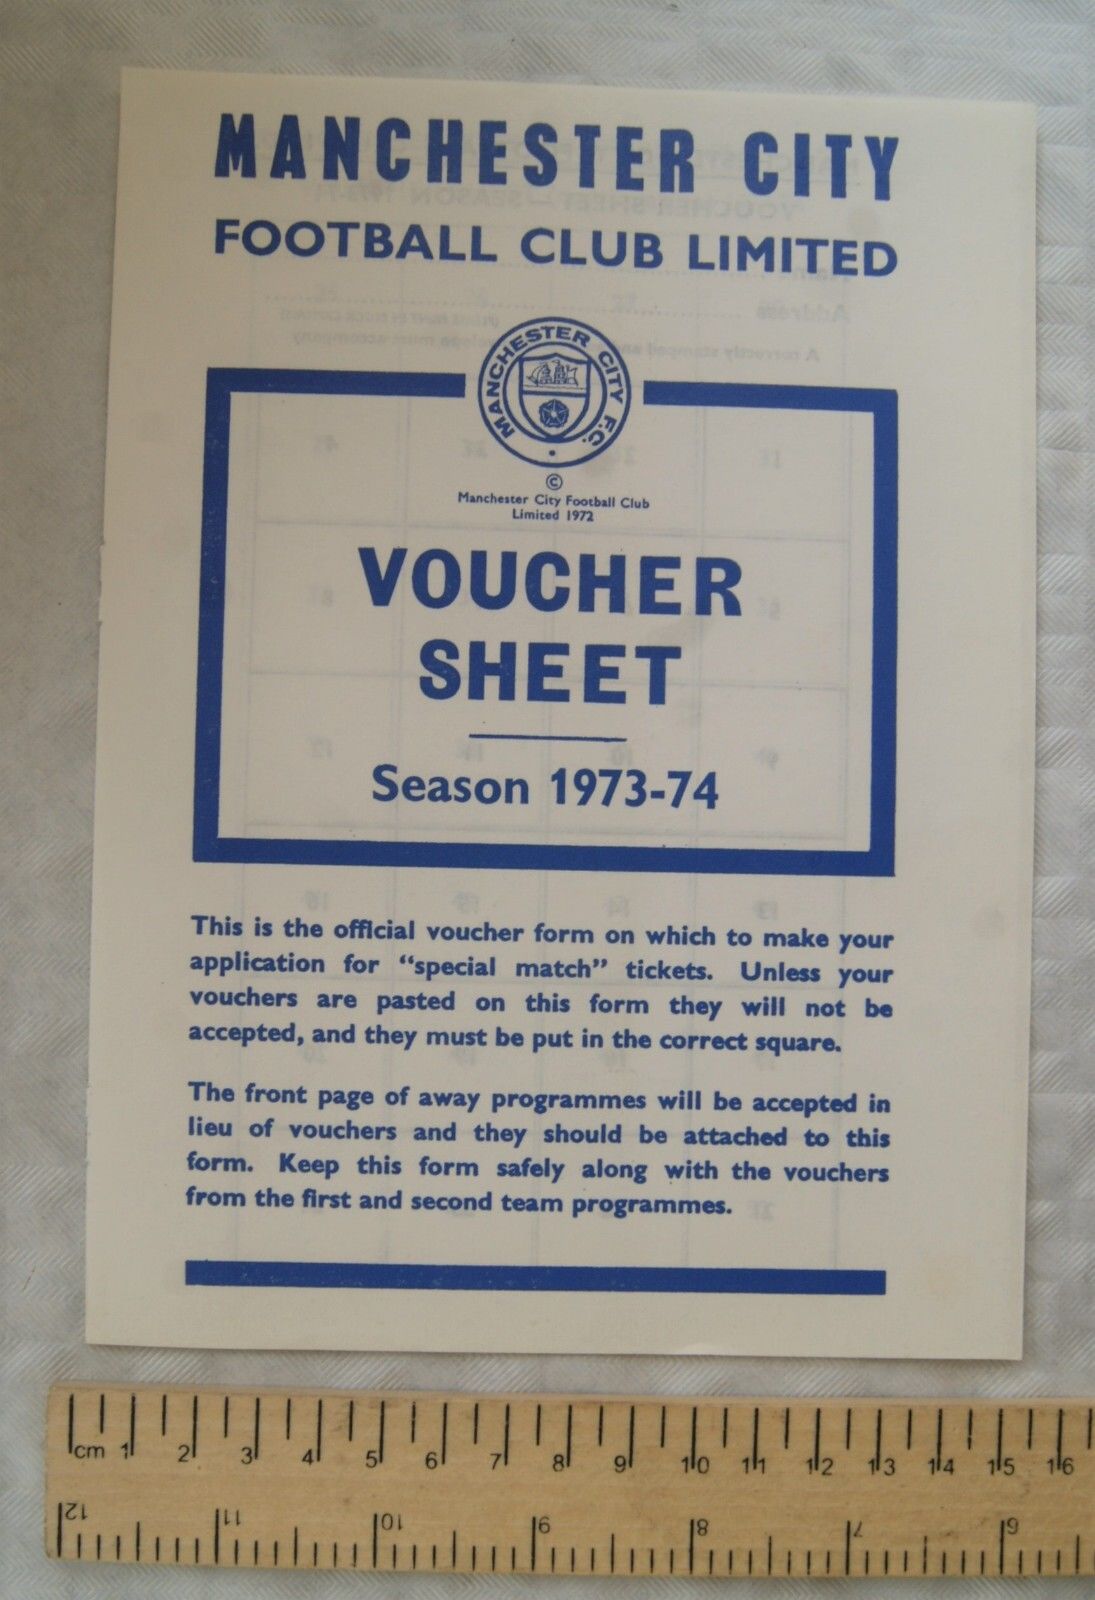 MANCHESTER CITY
FOOTBALL CLUB LIMITED
MANCHESTER CITY F.C.
©
Manchester City Football Club
Limited 1972
VOUCHER
SHEET
Season 1973-74
This is the official voucher form on which to make your
application for “special match” tickets. Unless your
vouchers are pasted on this form they will not be
accepted, and they must be put in the correct square.
The front page of away programmes will be accepted in
lieu of vouchers and they should be attached to this
form. Keep this form safely along with the vouchers
from the first and second team programmes.
cm 1 2 3 4 5 6 7 8 9 10 11 12 13 14 15 16
12 11 10 9 8 7 6